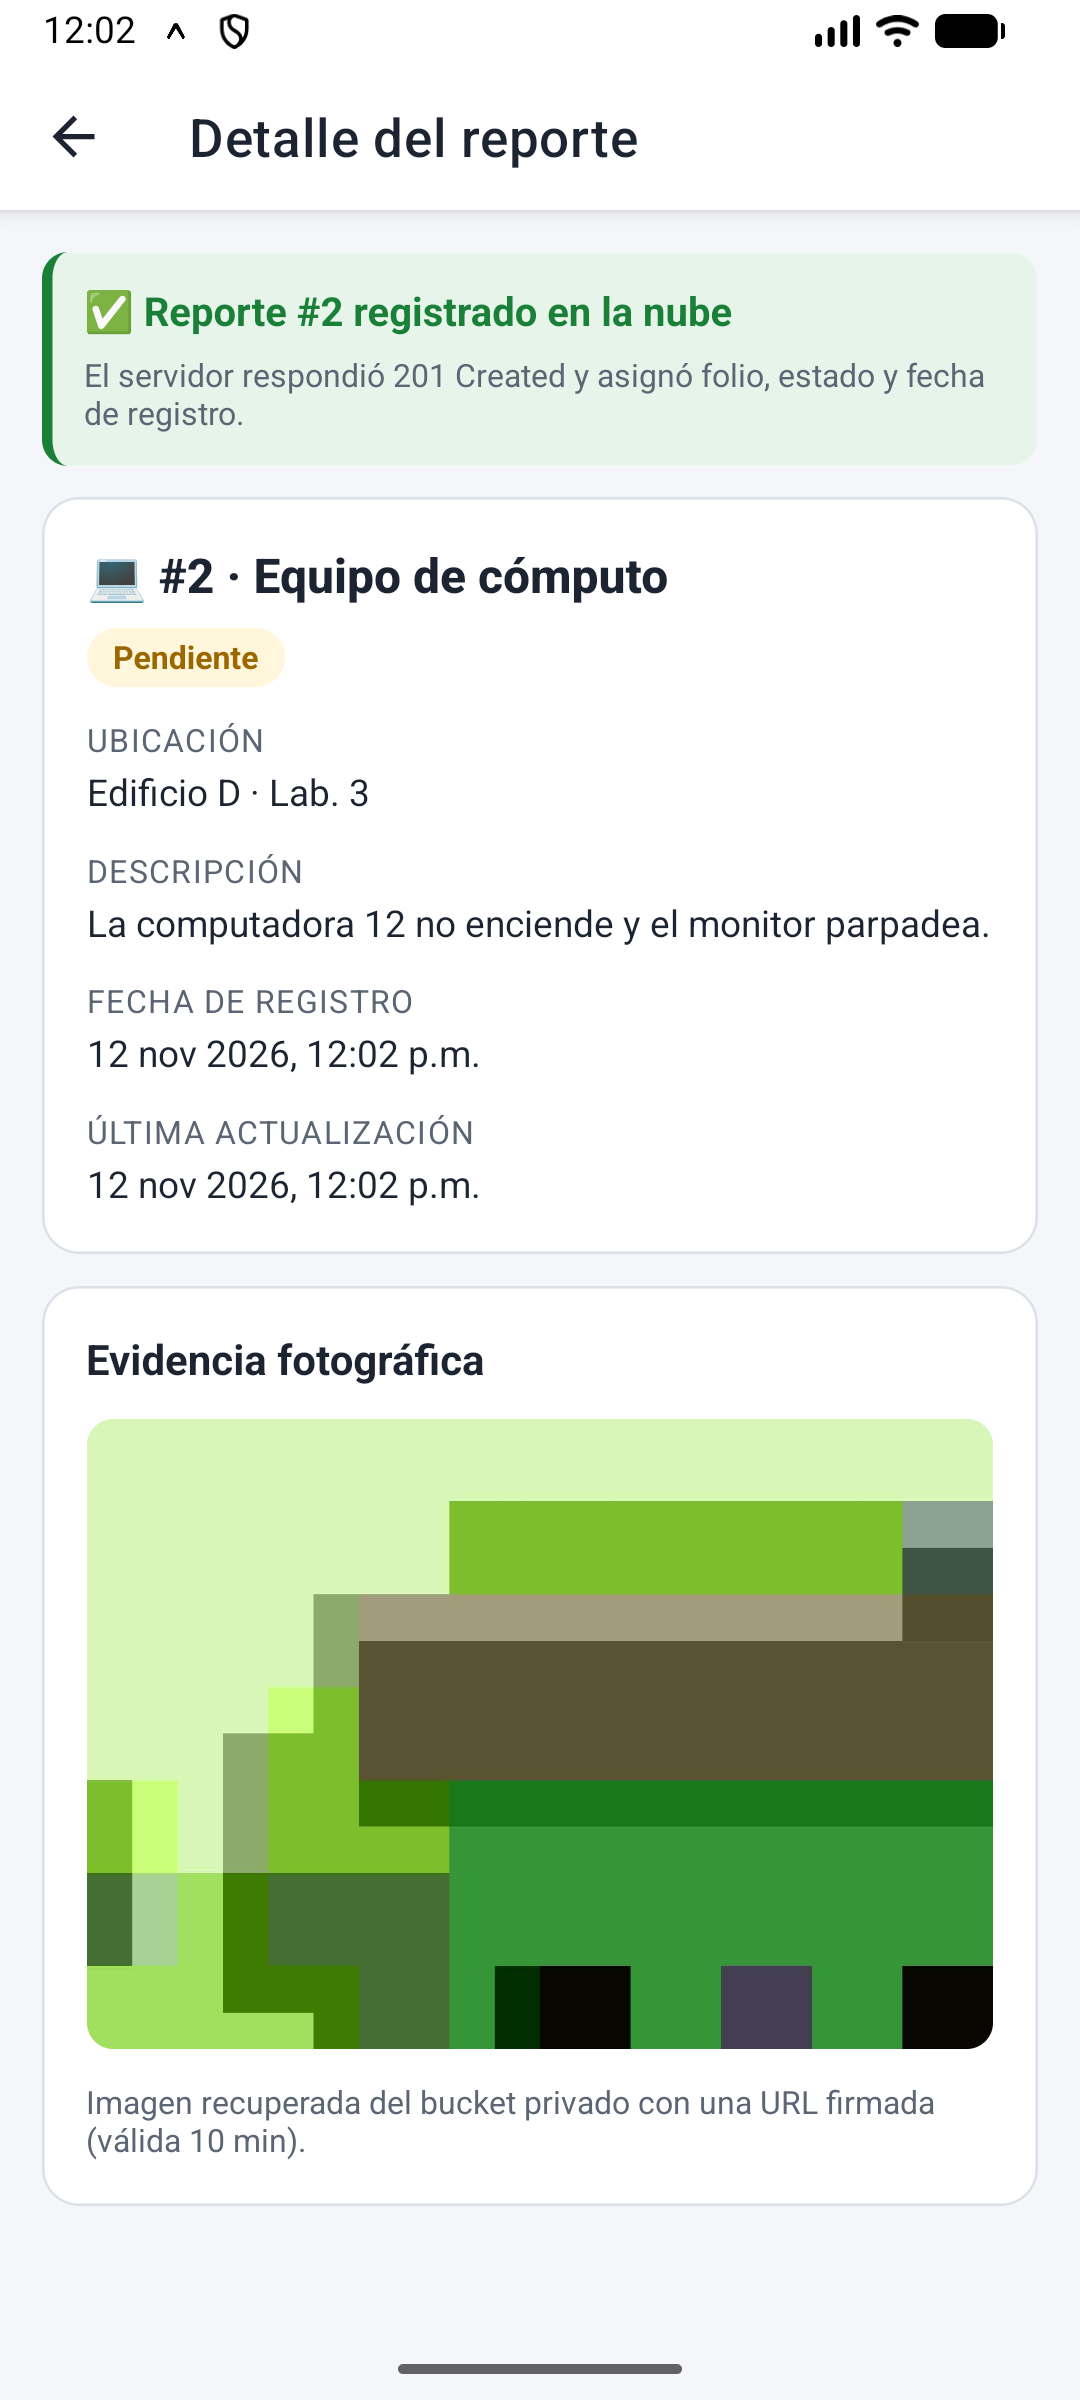 12:02
Detalle del reporte
✅ Reporte #2 registrado en la nube
El servidor respondió 201 Created y asignó folio, estado y fecha
de registro.
💻 #2 · Equipo de cómputo
Pendiente
UBICACIÓN
Edificio D · Lab. 3
DESCRIPCIÓN
La computadora 12 no enciende y el monitor parpadea.
FECHA DE REGISTRO
12 nov 2026, 12:02 p.m.
ÚLTIMA ACTUALIZACIÓN
12 nov 2026, 12:02 p.m.
Evidencia fotográfica
Imagen recuperada del bucket privado con una URL firmada
(válida 10 min).